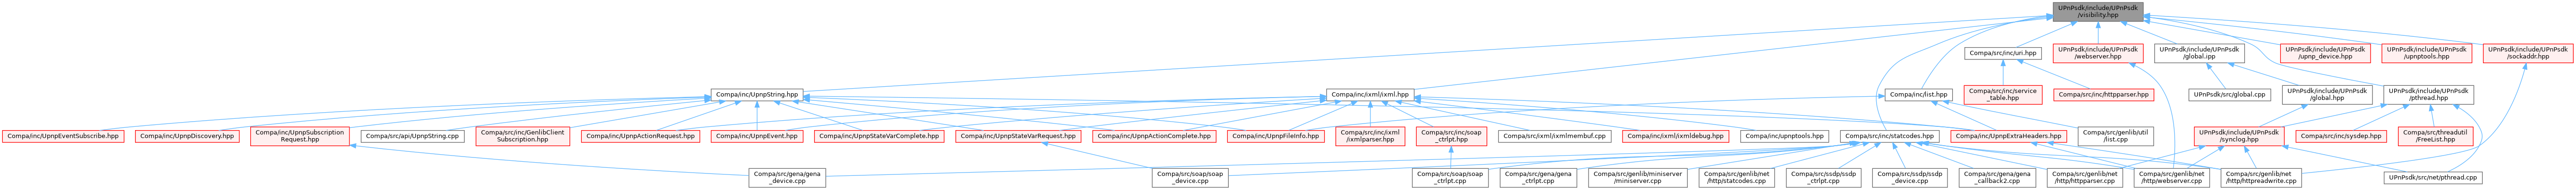 UPnPsdk/include/UPnPsdk
/visibility.hpp
Compa/src/inc/uri.hpp
UPnPsdk/include/UPnPsdk
/webserver.hpp
UPnPsdk/include/UPnPsdk
/global.ipp
UPnPsdk/include/UPnPsdk
/upnp_device.hpp
UPnPsdk/include/UPnPsdk
/upnptools.hpp
UPnPsdk/include/UPnPsdk
/sockaddr.hpp
Compa/inc/UpnpString.hpp
Compa/inc/ixml/ixml.hpp
Compa/inc/list.hpp
Compa/src/inc/service
_table.hpp
Compa/src/inc/httpparser.hpp
UPnPsdk/src/global.cpp
UPnPsdk/include/UPnPsdk
/global.hpp
UPnPsdk/include/UPnPsdk
/pthread.hpp
Compa/inc/UpnpEventSubscribe.hpp
Compa/inc/UpnpDiscovery.hpp
Compa/inc/UpnpSubscription
Request.hpp
Compa/src/api/UpnpString.cpp
Compa/src/inc/GenlibClient
Subscription.hpp
Compa/inc/UpnpActionRequest.hpp
Compa/inc/UpnpEvent.hpp
Compa/inc/UpnpStateVarComplete.hpp
Compa/inc/UpnpStateVarRequest.hpp
Compa/inc/UpnpActionComplete.hpp
Compa/inc/UpnpFileInfo.hpp
Compa/src/inc/ixml
/ixmlparser.hpp
Compa/src/inc/soap
_ctrlpt.hpp
Compa/src/ixml/ixmlmembuf.cpp
Compa/inc/ixml/ixmldebug.hpp
Compa/inc/upnptools.hpp
Compa/src/inc/statcodes.hpp
Compa/inc/UpnpExtraHeaders.hpp
Compa/src/genlib/util
/list.cpp
UPnPsdk/include/UPnPsdk
/synclog.hpp
Compa/src/inc/sysdep.hpp
Compa/src/threadutil
/FreeList.hpp
Compa/src/gena/gena
_device.cpp
Compa/src/soap/soap
_device.cpp
Compa/src/soap/soap
_ctrlpt.cpp
Compa/src/gena/gena
_ctrlpt.cpp
Compa/src/genlib/miniserver
/miniserver.cpp
Compa/src/genlib/net
/http/statcodes.cpp
Compa/src/ssdp/ssdp
_ctrlpt.cpp
Compa/src/ssdp/ssdp
_device.cpp
Compa/src/gena/gena
_callback2.cpp
Compa/src/genlib/net
/http/httpparser.cpp
Compa/src/genlib/net
/http/webserver.cpp
Compa/src/genlib/net
/http/httpreadwrite.cpp
UPnPsdk/src/net/pthread.cpp